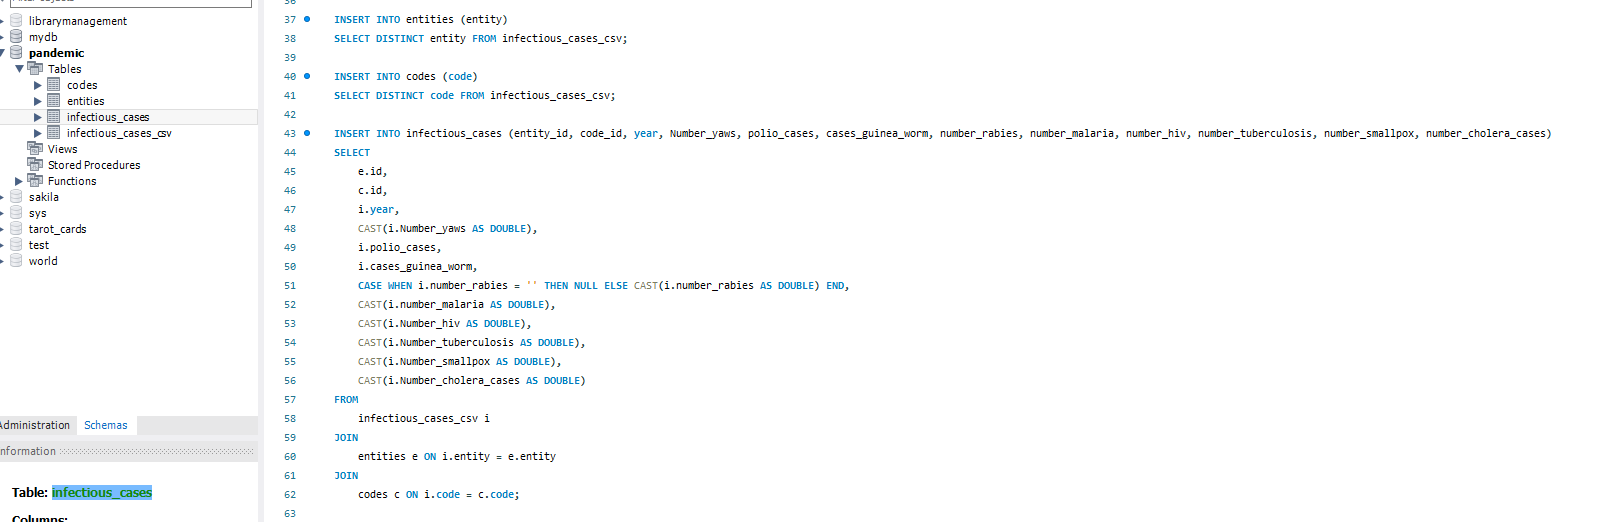 librarymanagement
mydb
pandemic
Tables
codes
entities
infectious_cases
infectious_cases_csv
Views
Stored Procedures
Functions
sakila
sys
tarot_cards
test
world
Administration Schemas
Information
Table: infectious_cases
Columns:
36
37 INSERT INTO entities (entity)
38 SELECT DISTINCT entity FROM infectious_cases_csv;
39
40 INSERT INTO codes (code)
41 SELECT DISTINCT code FROM infectious_cases_csv;
42
43 INSERT INTO infectious_cases (entity_id, code_id, year, Number_yaws, polio_cases, cases_guinea_worm, number_rabies, number_malaria, number_hiv, number_tuberculosis, number_smallpox, number_cholera_cases)
44 SELECT
45 e.id,
46 c.id,
47 i.year,
48 CAST(i.Number_yaws AS DOUBLE),
49 i.polio_cases,
50 i.cases_guinea_worm,
51 CASE WHEN i.number_rabies = '' THEN NULL ELSE CAST(i.number_rabies AS DOUBLE) END,
52 CAST(i.number_malaria AS DOUBLE),
53 CAST(i.Number_hiv AS DOUBLE),
54 CAST(i.Number_tuberculosis AS DOUBLE),
55 CAST(i.Number_smallpox AS DOUBLE),
56 CAST(i.Number_cholera_cases AS DOUBLE)
57 FROM
58 infectious_cases_csv i
59 JOIN
60 entities e ON i.entity = e.entity
61 JOIN
62 codes c ON i.code = c.code;
63